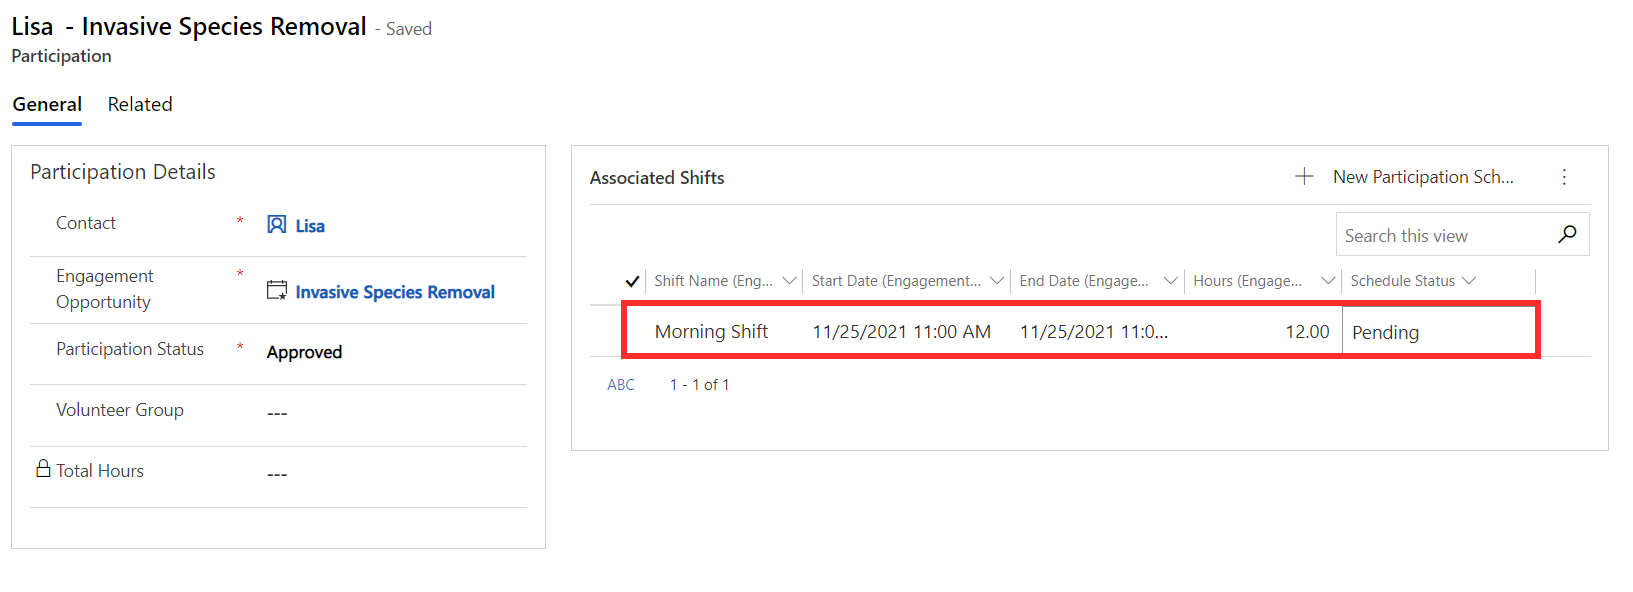 Lisa - Invasive Species Removal - Saved
Participation
General Related
Participation Details
Contact * Lisa
Engagement Opportunity * Invasive Species Removal
Participation Status * Approved
Volunteer Group ---
Total Hours ---
Associated Shifts
New Participation Sch...
Search this view
Shift Name (Eng... Start Date (Engagement... End Date (Engage... Hours (Engage... Schedule Status
Morning Shift 11/25/2021 11:00 AM 11/25/2021 11:0... 12.00 Pending
ABC 1 - 1 of 1